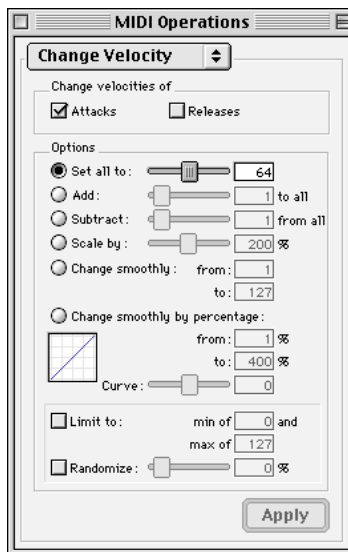 MIDI Operations
Change Velocity
Change velocities of
Attacks Releases
Options
Set all to: 64
Add: 1 to all
Subtract: 1 from all
Scale by: 200 %
Change smoothly: from: 1
to: 127
Change smoothly by percentage:
from: 1 %
to: 400 %
Curve: 0
Limit to: min of 0 and
max of 127
Randomize: 0 %
Apply